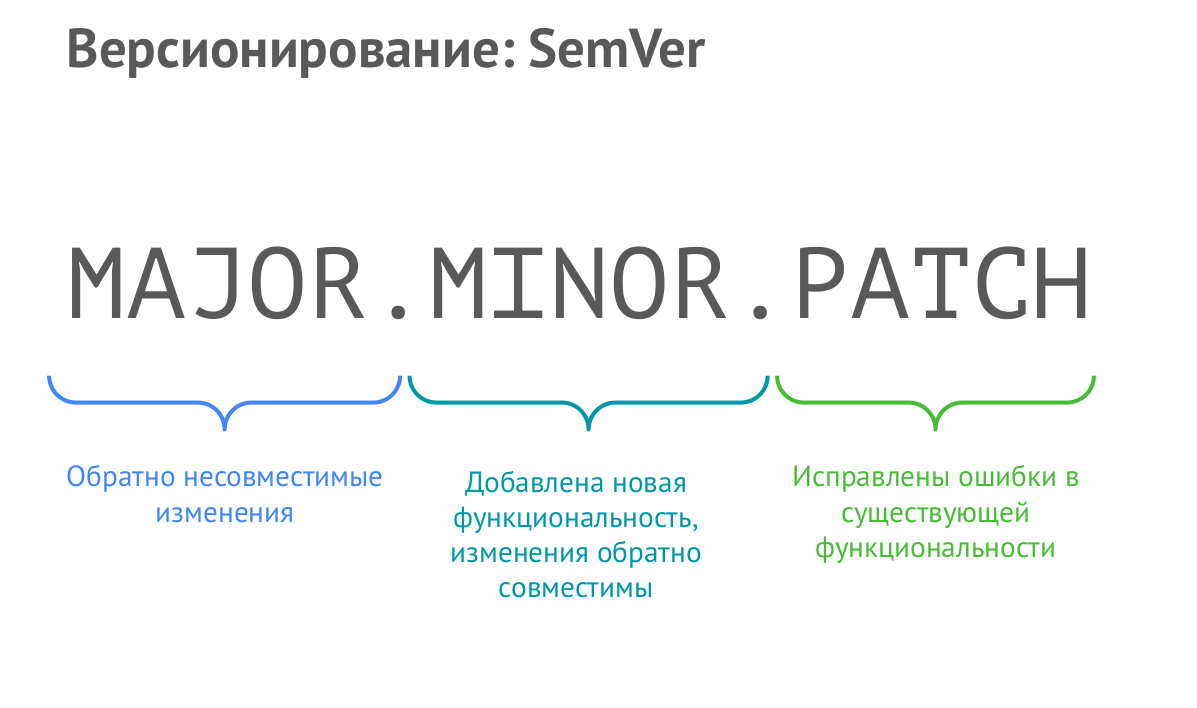 Версионирование: SemVer
MAJOR.MINOR.PATCH
Обратно несовместимые
изменения
Добавлена новая
функциональность,
изменения обратно
совместимы
Исправлены ошибки в
существующей
функциональности